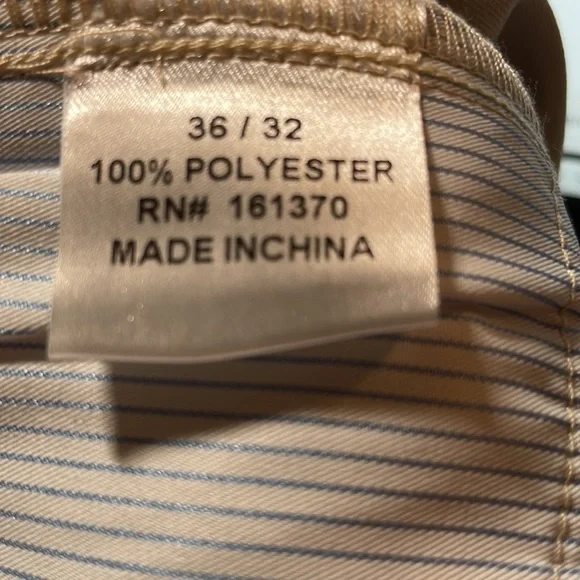 36 / 32
100% POLYESTER
RN# 161370
MADE INCHINA